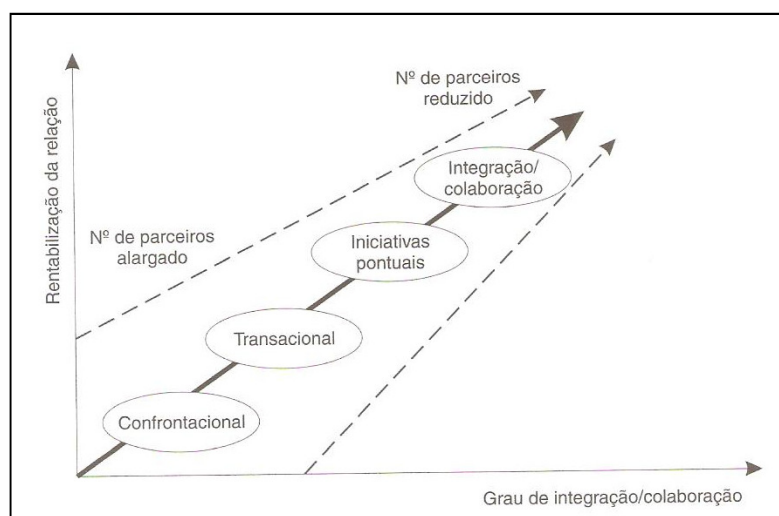 Rentabilização da relação
Nº de parceiros
reduzido
Integração/
colaboração
Nº de parceiros
alargado
Iniciativas
pontuais
Transacional
Confrontacional
Grau de integração/colaboração